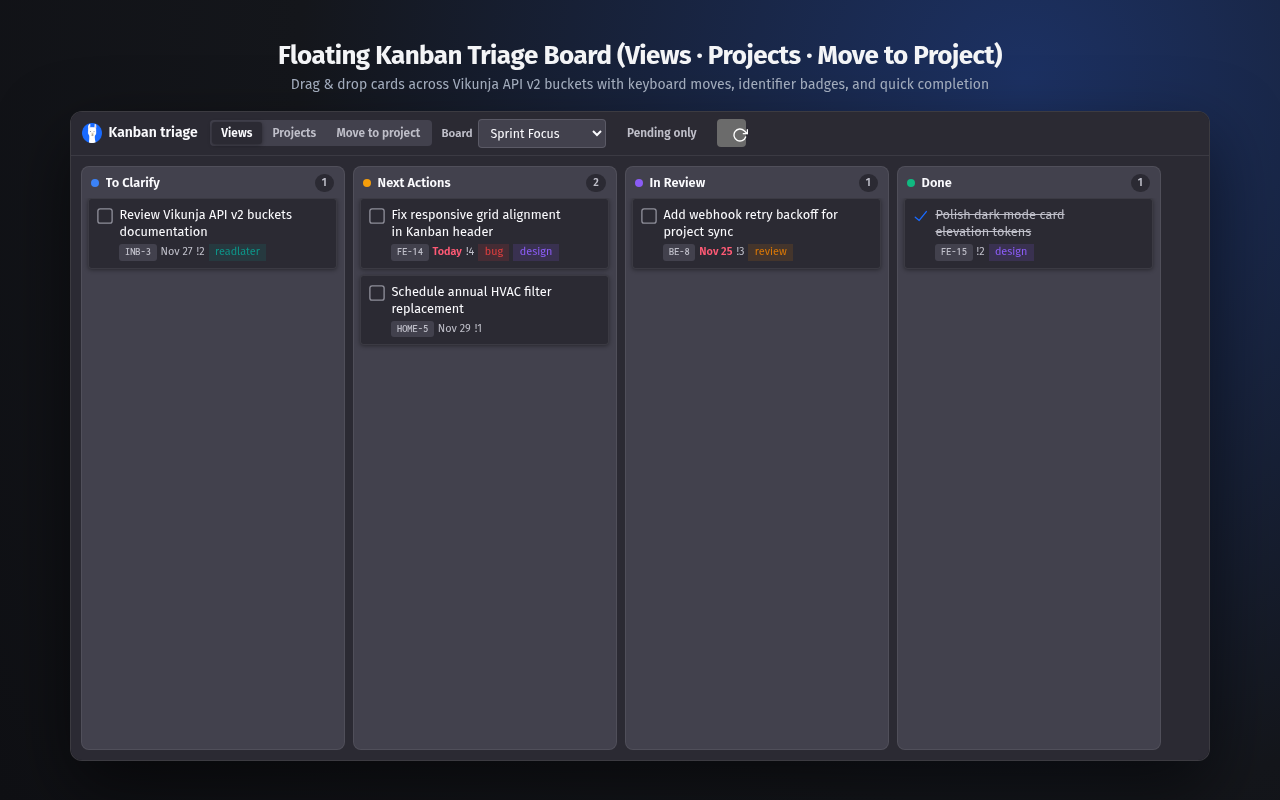 Floating Kanban Triage Board (Views · Projects · Move to Project)
Drag & drop cards across Vikunja API v2 buckets with keyboard moves, identifier badges, and quick completion
Kanban triage Views Projects Move to project Board Sprint Focus Pending only
To Clarify 1
Review Vikunja API v2 buckets
documentation
INB-3 Nov 27 !2 readlater
Next Actions 2
Fix responsive grid alignment
in Kanban header
FE-14 Today !4 bug design
Schedule annual HVAC filter
replacement
HOME-5 Nov 29 !1
In Review 1
Add webhook retry backoff for
project sync
BE-8 Nov 25 !3 review
Done 1
Polish dark mode card
elevation tokens
FE-15 !2 design